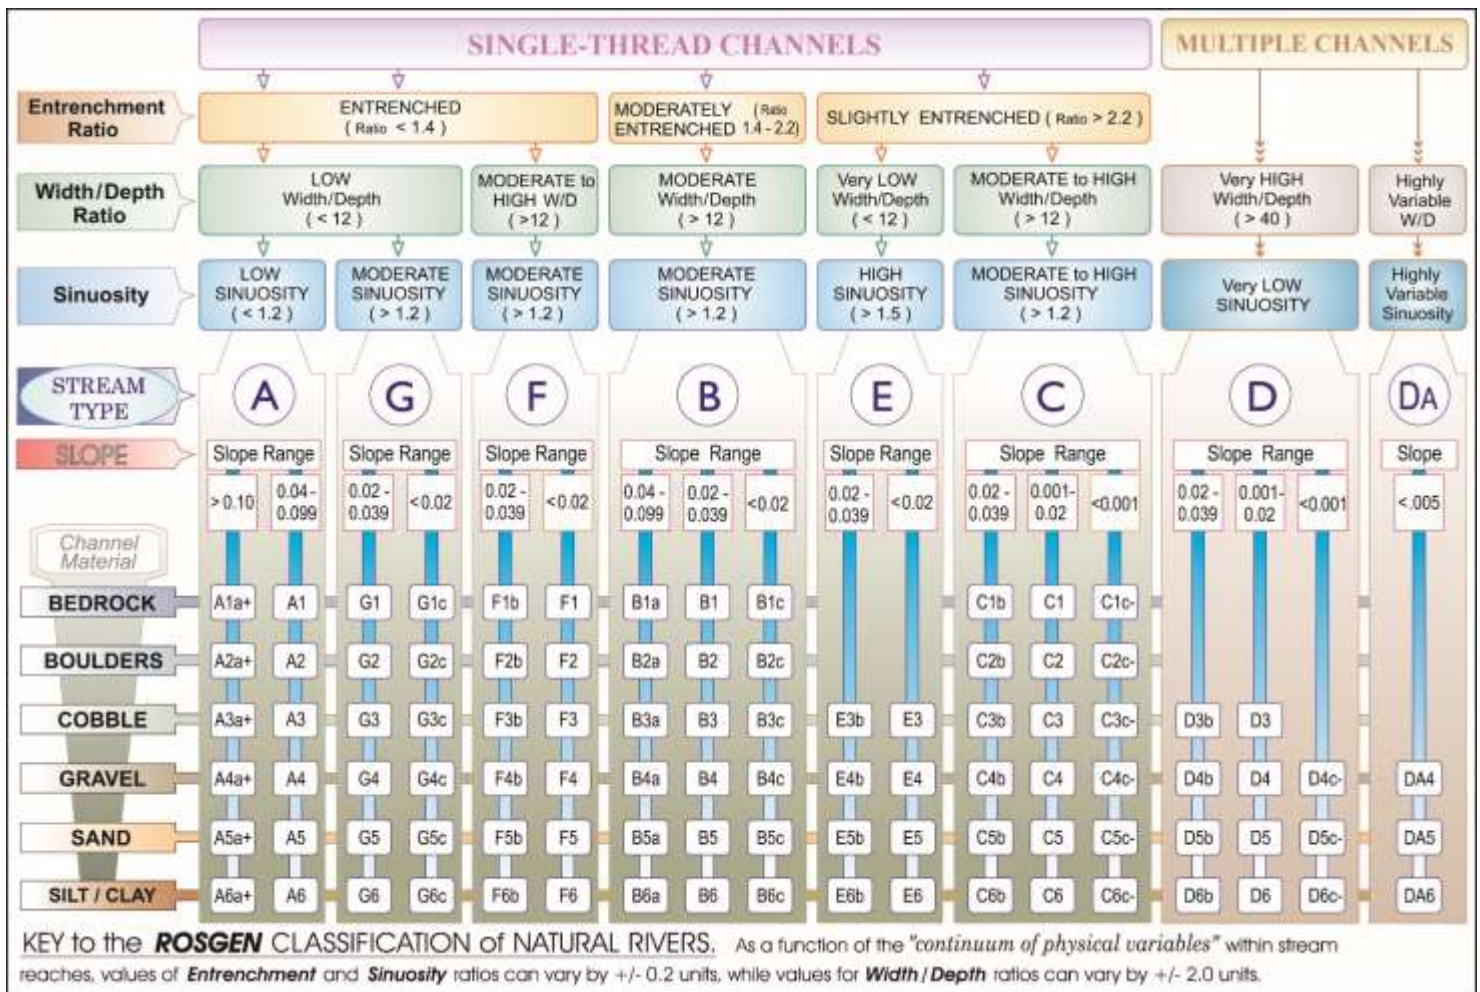 SINGLE-THREAD CHANNELS
MULTIPLE CHANNELS
Entrenchment
Ratio
ENTRENCHED
( Ratio < 1.4 )
MODERATELY ( Ratio
ENTRENCHED 1.4 - 2.2)
SLIGHTLY ENTRENCHED ( Ratio > 2.2 )
Width/Depth
Ratio
LOW
Width/Depth
( < 12 )
MODERATE to
HIGH W/D
( >12 )
MODERATE
Width/Depth
( > 12 )
Very LOW
Width/Depth
( <12 )
MODERATE to HIGH
Width/Depth
( > 12 )
Very HIGH
Width/Depth
( > 40 )
Highly
Variable
W/D
Sinuosity
LOW
SINUOSITY
( < 1.2 )
MODERATE
SINUOSITY
( > 1.2 )
MODERATE
SINUOSITY
( > 1.2 )
MODERATE
SINUOSITY
( > 1.2 )
HIGH
SINUOSITY
( > 1.5 )
MODERATE to HIGH
SINUOSITY
( > 1.2 )
Very LOW
SINUOSITY
Highly
Variable
Sinuosity
STREAM
TYPE
A G F B E C D DA
SLOPE
Slope Range Slope Range Slope Range Slope Range Slope Range Slope Range Slope Range Slope
>0.10
0.04 -
0.099
0.02 -
0.039
<0.02
0.02 -
0.039
<0.02
0.04 -
0.099
0.02 -
0.039
<0.02
0.02 -
0.039
<0.02
0.02 -
0.039
0.001-
0.02
<0.001
0.02 -
0.039
0.001-
0.02
<0.001
<.005
Channel
Material
BEDROCK A1a+ A1 G1 G1c F1b F1 B1a B1 B1c C1b C1 C1c-
BOULDERS A2a+ A2 G2 G2c F2b F2 B2a B2 B2c C2b C2 C2c-
COBBLE A3a+ A3 G3 G3c F3b F3 B3a B3 B3c E3b E3 C3b C3 C3c- D3b D3
GRAVEL A4a+ A4 G4 G4c F4b F4 B4a B4 B4c E4b E4 C4b C4 C4c- D4b D4 D4c- DA4
SAND A5a+ A5 G5 G5c F5b F5 B5a B5 B5c E5b E5 C5b C5 C5c- D5b D5 D5c- DA5
SILT / CLAY A6a+ A6 G6 G6c F6b F6 B6a B6 B6c E6b E6 C6b C6 C6c- D6b D6 D6c- DA6
KEY to the ROSGEN CLASSIFICATION of NATURAL RIVERS. As a function of the "continuum of physical variables" within stream
reaches, values of Entrenchment and Sinuosity ratios can vary by +/- 0.2 units, while values for Width / Depth ratios can vary by +/- 2.0 units.